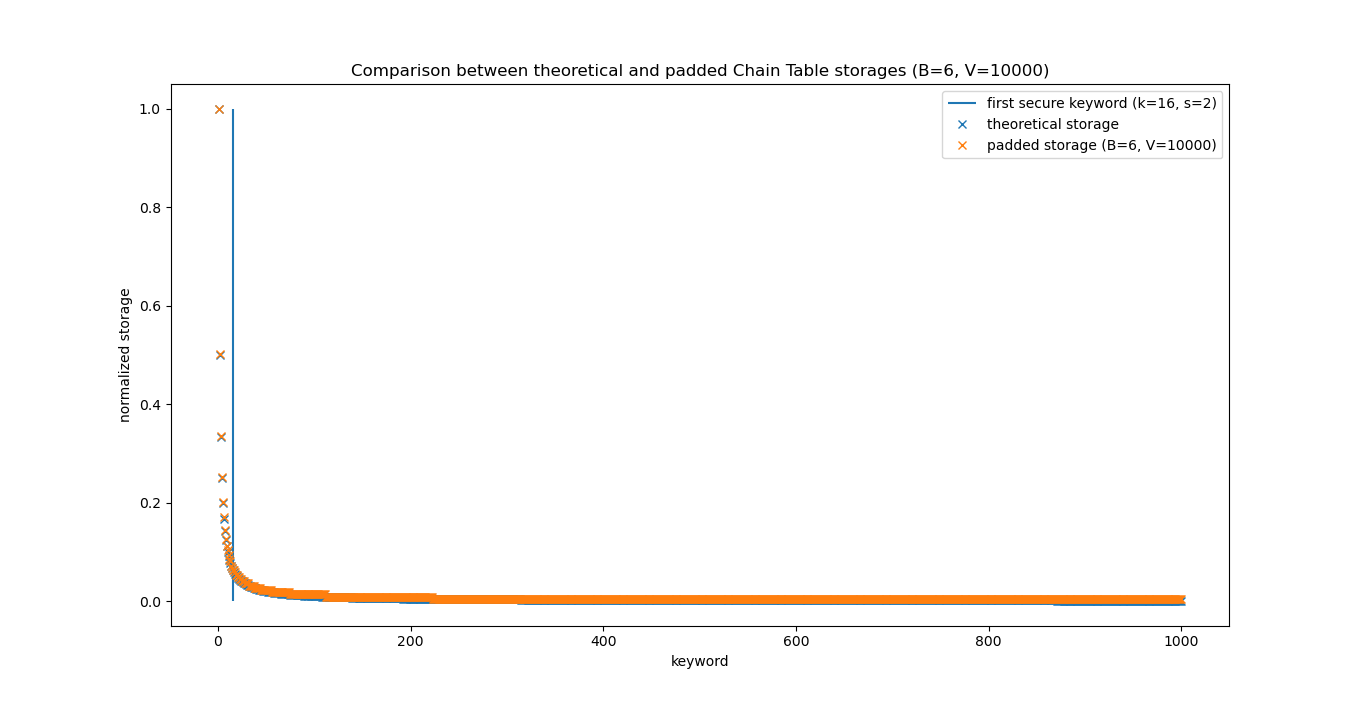 Comparison between theoretical and padded Chain Table storages (B=6, V=10000)
first secure keyword (k=16, s=2)
theoretical storage
padded storage (B=6, V=10000)
normalized storage
1.0
0.8
0.6
0.4
0.2
0.0
0 200 400 600 800 1000
keyword